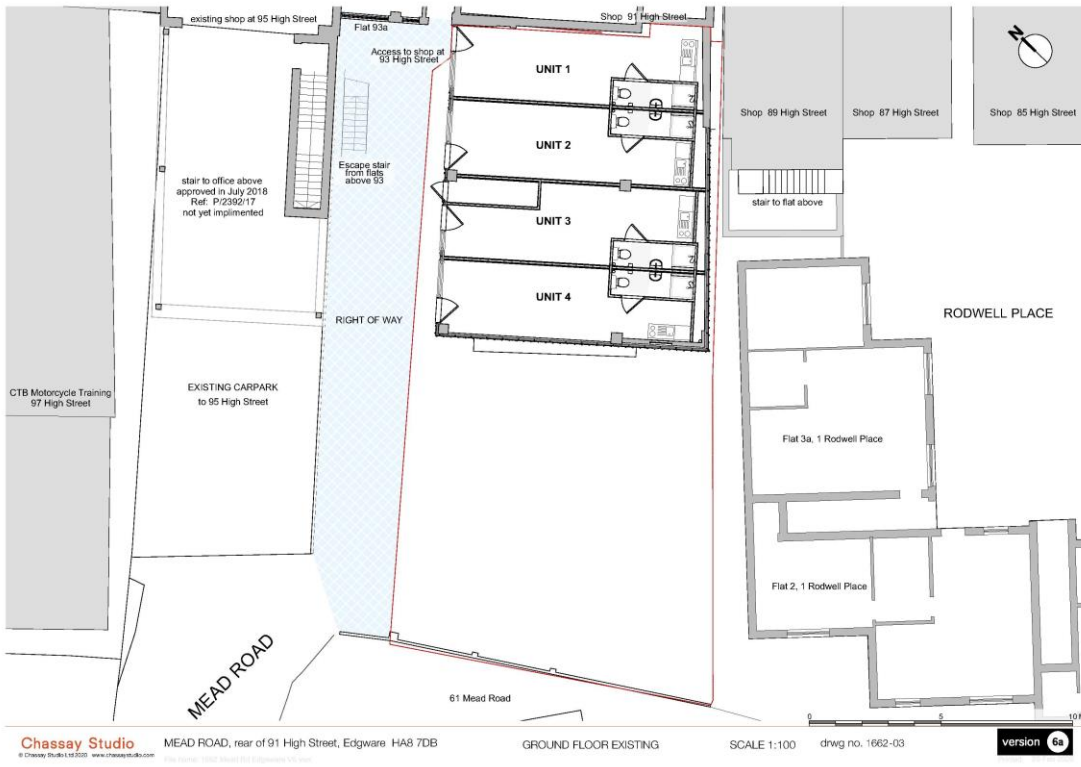 existing shop at 95 High Street
Flat 93a
Shop 91 High Street
Access to shop at
93 High Street
N
UNIT 1
Shop 89 High Street
Shop 87 High Street
Shop 85 High Street
UNIT 2
Escape stair
from flats
above 93
stair to office above
approved in July 2018
Ref: P/2392/17
not yet implimented
stair to flat above
UNIT 3
UNIT 4
RIGHT OF WAY
RODWELL PLACE
EXISTING CARPARK
to 95 High Street
CTB Motorcycle Training
97 High Street
Flat 3a, 1 Rodwell Place
Flat 2, 1 Rodwell Place
MEAD ROAD
61 Mead Road
0 5 10
Chassay Studio
© Chassay Studio Ltd 2020 www.chassaystudio.com
MEAD ROAD, rear of 91 High Street, Edgware HA8 7DB
GROUND FLOOR EXISTING
SCALE 1:100
drwg no. 1662-03
version 6a